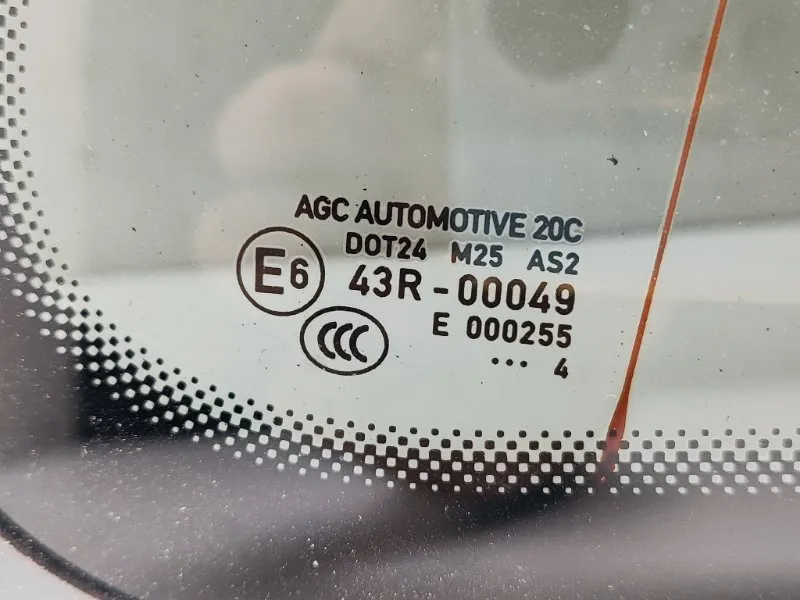 AGC AUTOMOTIVE 20C
DOT24 M25 AS2
E6 43R-00049
CCC E 000255
... 4